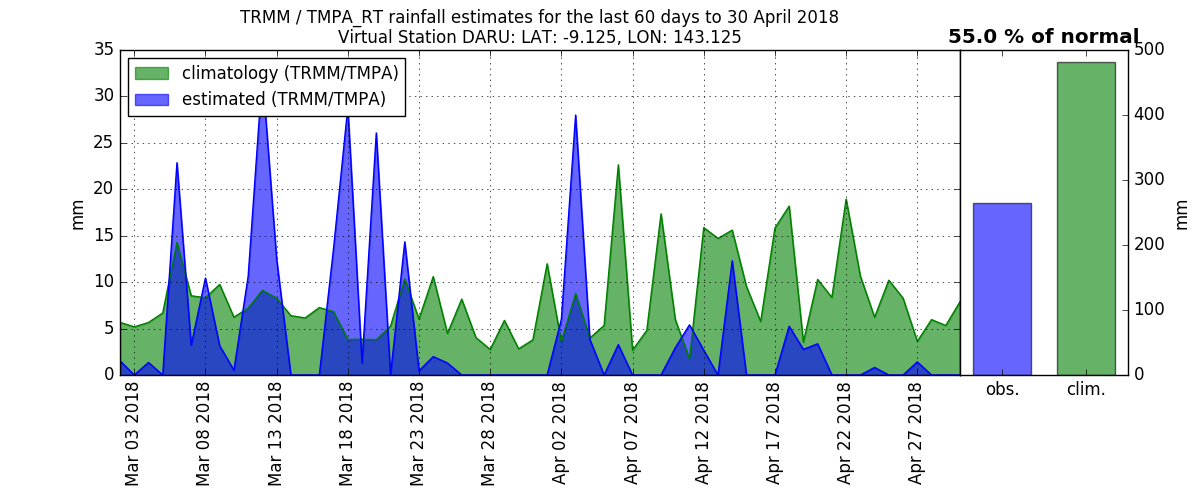 TRMM / TMPA_RT rainfall estimates for the last 60 days to 30 April 2018
Virtual Station DARU: LAT: -9.125, LON: 143.125
55.0 % of normal
climatology (TRMM/TMPA)
estimated (TRMM/TMPA)
35
30
25
20
15
10
5
0
mm
Mar 03 2018
Mar 08 2018
Mar 13 2018
Mar 18 2018
Mar 23 2018
Mar 28 2018
Apr 02 2018
Apr 07 2018
Apr 12 2018
Apr 17 2018
Apr 22 2018
Apr 27 2018
obs.
clim.
500
400
300
200
100
0
mm